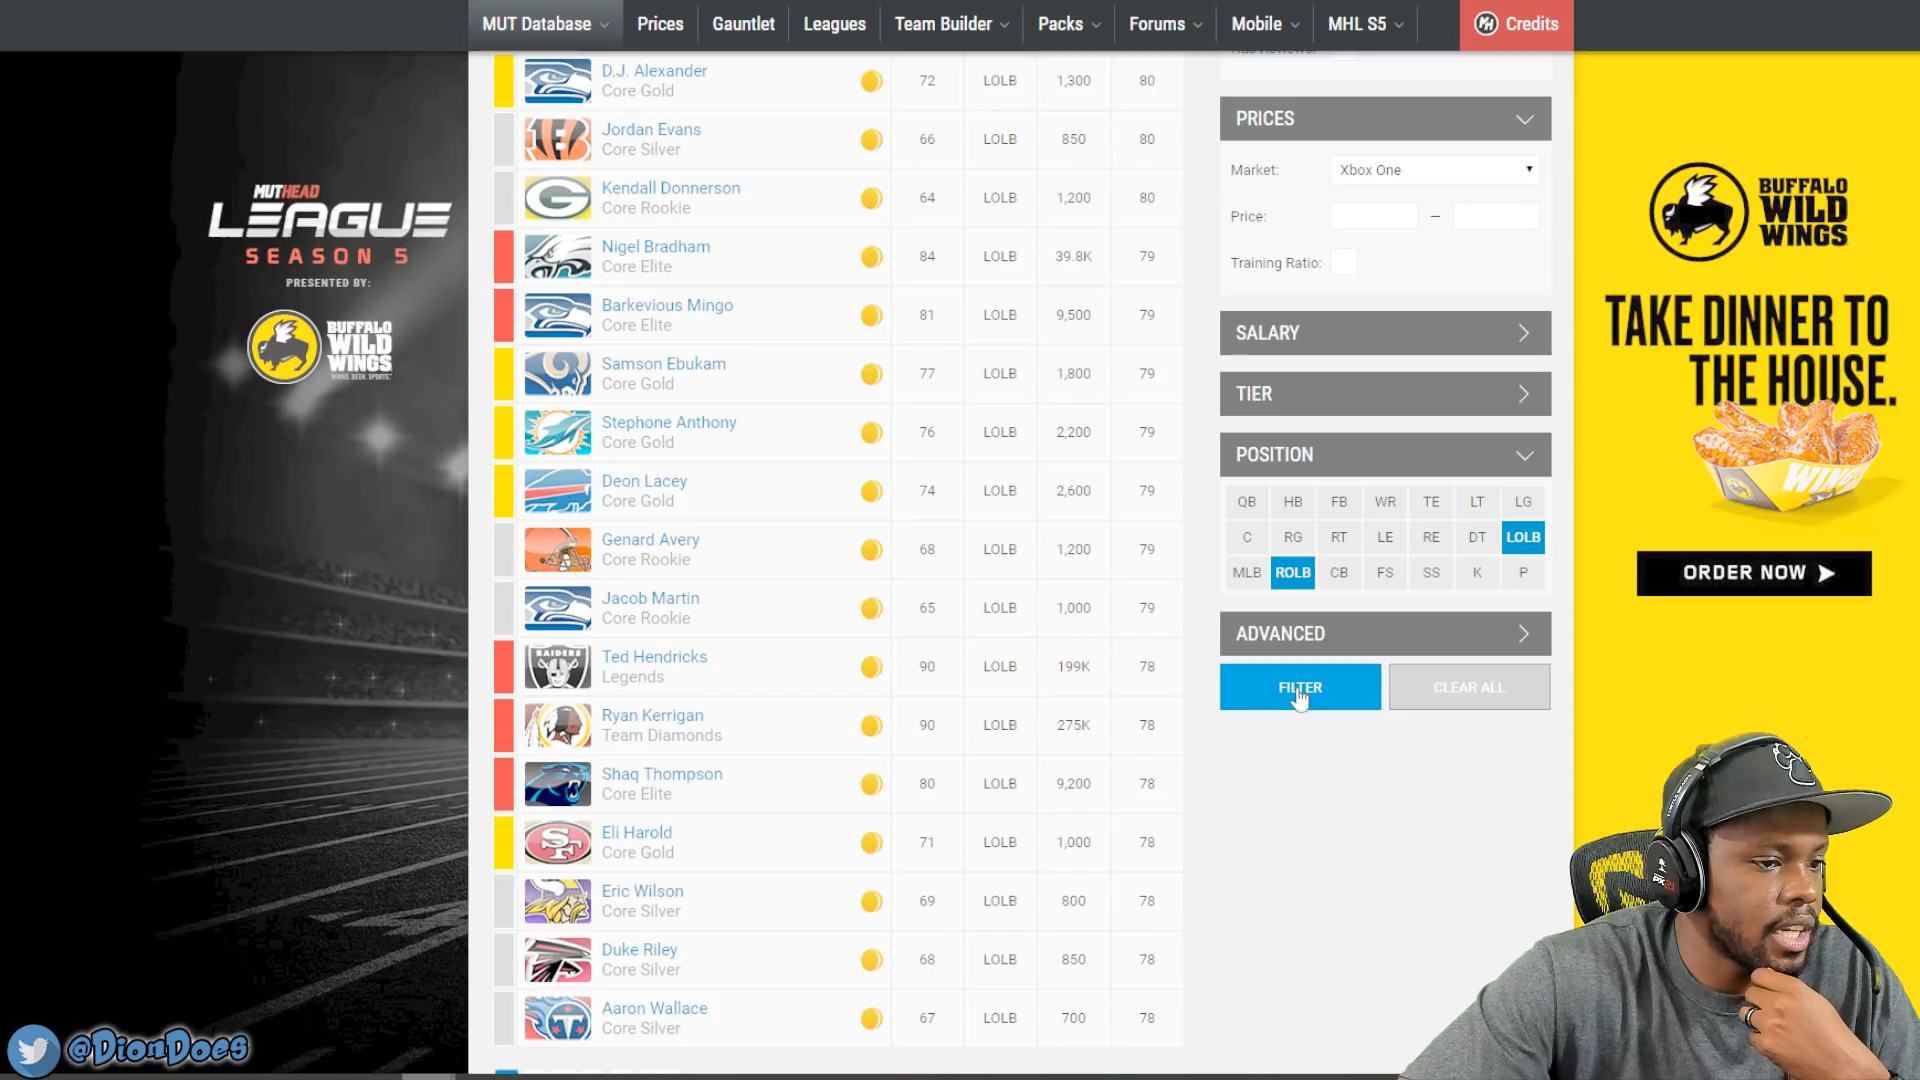 MUT Database
Prices
Gauntlet
Leagues
Team Builder
Packs
Forums
Mobile
MHL S5
Credits
D.J. Alexander
Core Gold
72 LOLB 1,300 80
Jordan Evans
Core Silver
66 LOLB 850 80
Kendall Donnerson
Core Rookie
64 LOLB 1,200 80
Nigel Bradham
Core Elite
84 LOLB 39.8K 79
Barkevious Mingo
Core Elite
81 LOLB 9,500 79
Samson Ebukam
Core Gold
77 LOLB 1,800 79
Stephone Anthony
Core Gold
76 LOLB 2,200 79
Deon Lacey
Core Gold
74 LOLB 2,600 79
Genard Avery
Core Rookie
68 LOLB 1,200 79
Jacob Martin
Core Rookie
65 LOLB 1,000 79
RAIDERS
Ted Hendricks
Legends
90 LOLB 199K 78
Ryan Kerrigan
Team Diamonds
90 LOLB 275K 78
Shaq Thompson
Core Elite
80 LOLB 9,200 78
Eli Harold
Core Gold
71 LOLB 1,000 78
Eric Wilson
Core Silver
69 LOLB 800 78
Duke Riley
Core Silver
68 LOLB 850 78
Aaron Wallace
Core Silver
67 LOLB 700 78
PRICES
Market: Xbox One
Price: –
Training Ratio:
SALARY
TIER
POSITION
QB HB FB WR TE LT LG
C RG RT LE RE DT LOLB
MLB ROLB CB FS SS K P
ADVANCED
FILTER CLEAR ALL
MUTHEAD
LEAGUE
SEASON 5
PRESENTED BY:
BUFFALO
WILD
WINGS
WINGS. BEER. SPORTS.
BUFFALO
WILD
WINGS
TAKE DINNER TO
THE HOUSE.
WINGS
ORDER NOW
@DionDoes